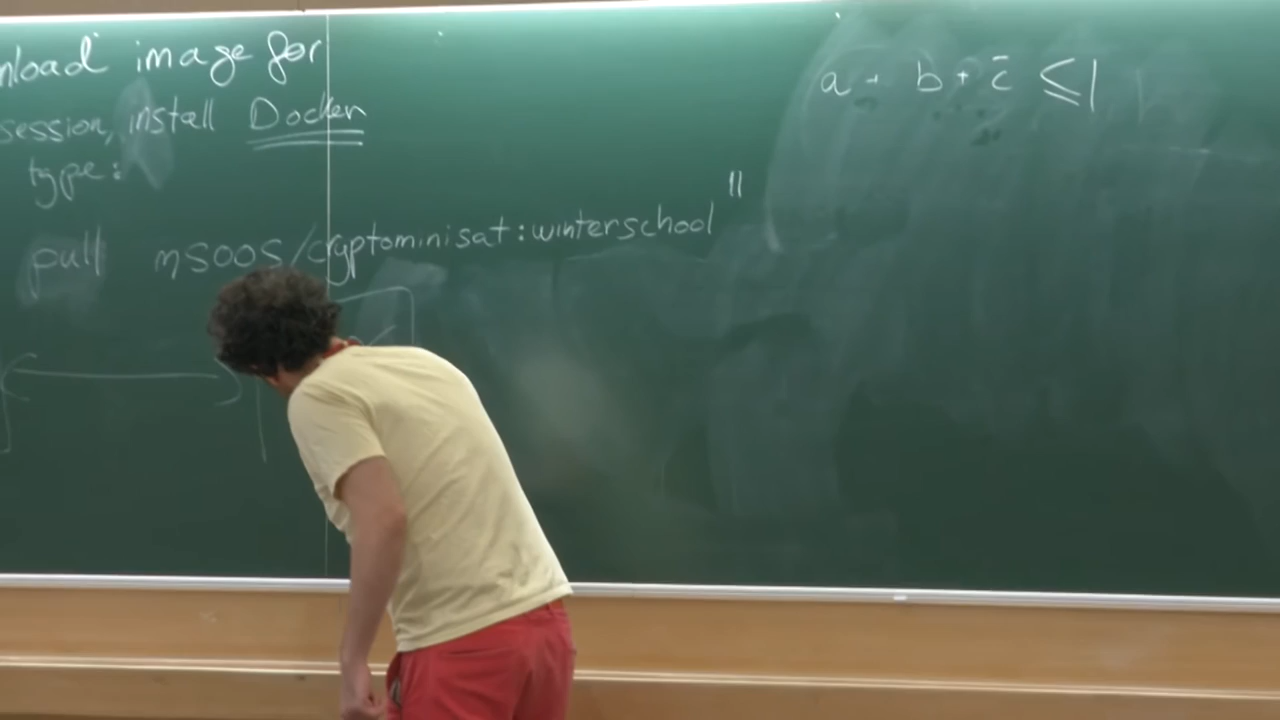 nload image for
session, install Docker
type:
pull msoos/cryptominisat:winterschool"
a + b + c̄ ≤ 1